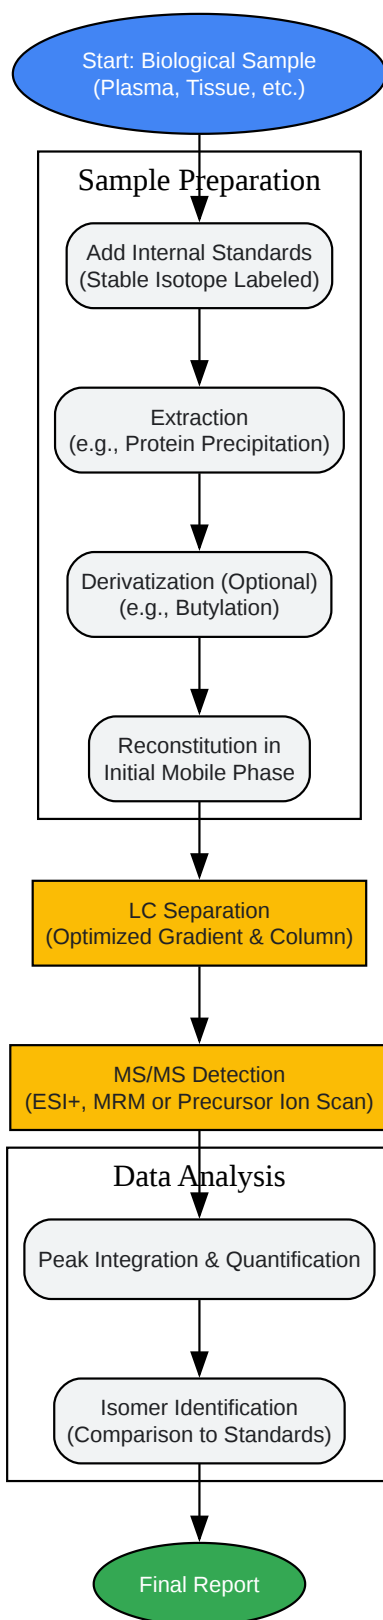 Start: Biological Sample
(Plasma, Tissue, etc.)
Sample Preparation
Add Internal Standards
(Stable Isotope Labeled)
Extraction
(e.g., Protein Precipitation)
Derivatization (Optional)
(e.g., Butylation)
Reconstitution in
Initial Mobile Phase
LC Separation
(Optimized Gradient & Column)
MS/MS Detection
(ESI+, MRM or Precursor Ion Scan)
Data Analysis
Peak Integration & Quantification
Isomer Identification
(Comparison to Standards)
Final Report